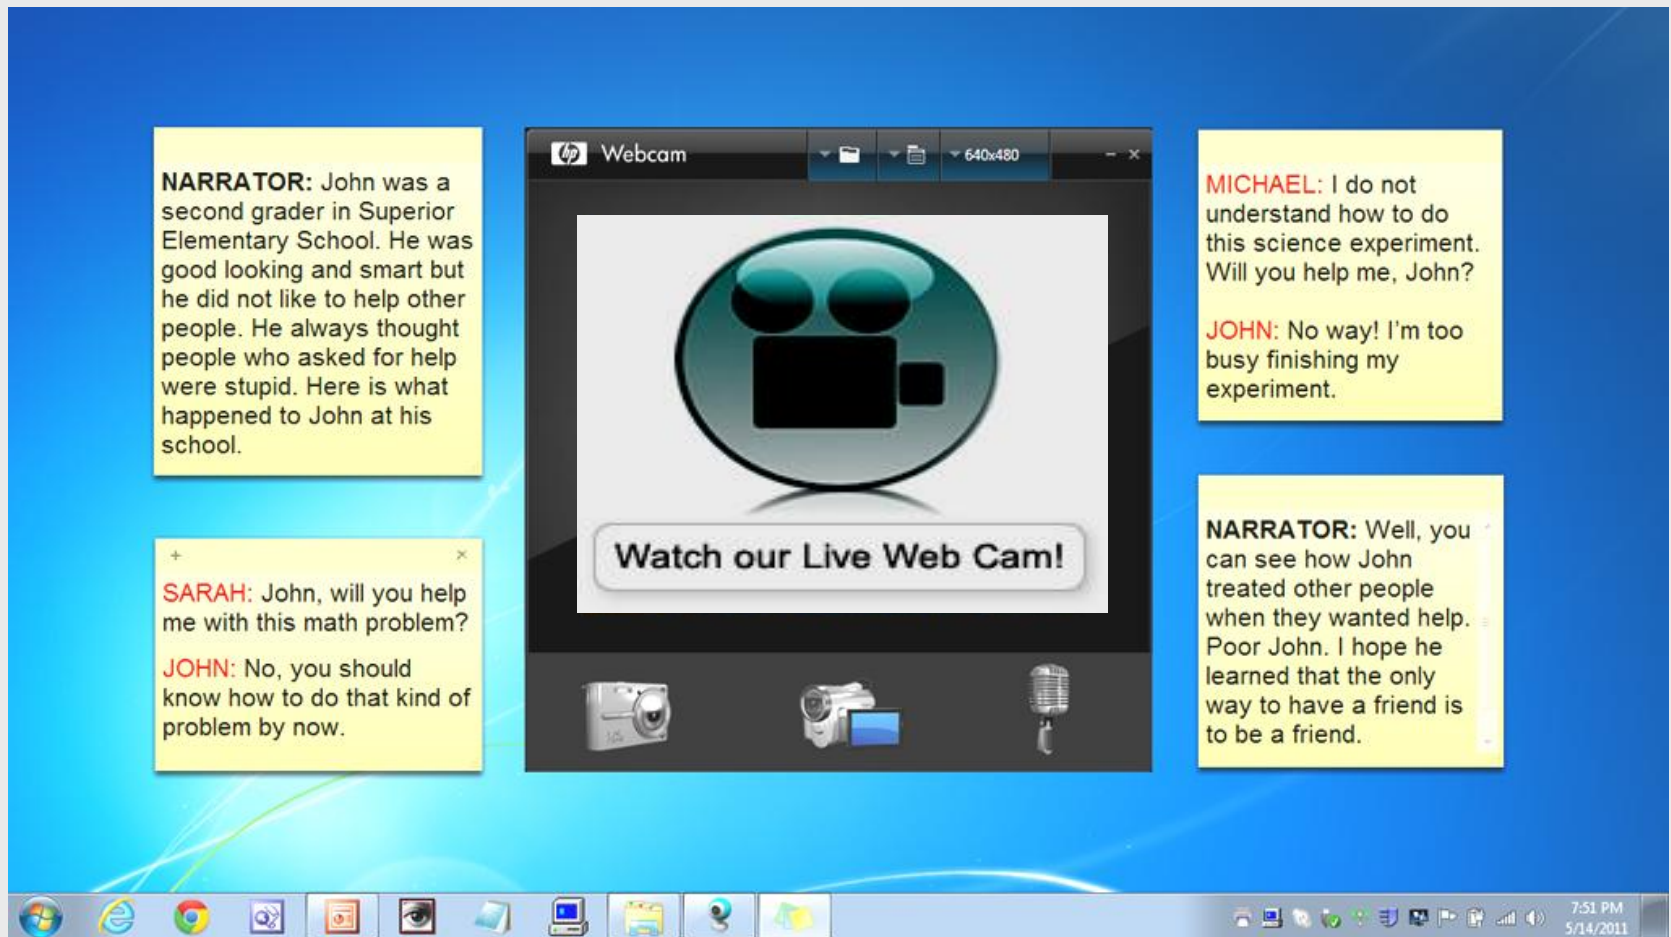 NARRATOR: John was a
second grader in Superior
Elementary School. He was
good looking and smart but
he did not like to help other
people. He always thought
people who asked for help
were stupid. Here is what
happened to John at his
school.
SARAH: John, will you help
me with this math problem?
JOHN: No, you should
know how to do that kind of
problem by now.
hp Webcam
640x480
Watch our Live Web Cam!
MICHAEL: I do not
understand how to do
this science experiment.
Will you help me, John?
JOHN: No way! I'm too
busy finishing my
experiment.
NARRATOR: Well, you
can see how John
treated other people
when they wanted help.
Poor John. I hope he
learned that the only
way to have a friend is
to be a friend.
7:51 PM
5/14/2011